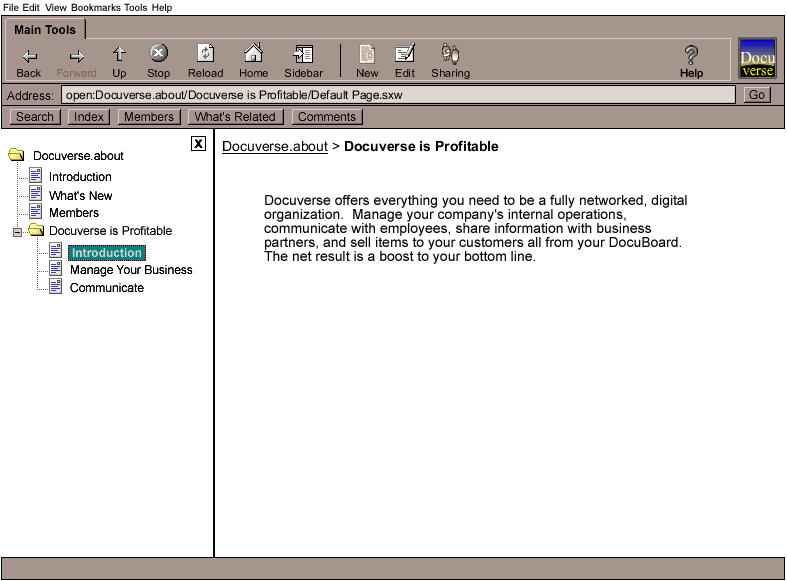 File Edit View Bookmarks Tools Help
Main Tools
Back Forward Up Stop Reload Home Sidebar New Edit Sharing Help
Docu
verse
Address: open:Docuverse.about/Docuverse is Profitable/Default Page.sxw Go
Search Index Members What's Related Comments
X
Docuverse.about > Docuverse is Profitable
Docuverse.about
Introduction
What's New
Members
Docuverse is Profitable
Introduction
Manage Your Business
Communicate
Docuverse offers everything you need to be a fully networked, digital
organization.  Manage your company's internal operations,
communicate with employees, share information with business
partners, and sell items to your customers all from your DocuBoard.
The net result is a boost to your bottom line.